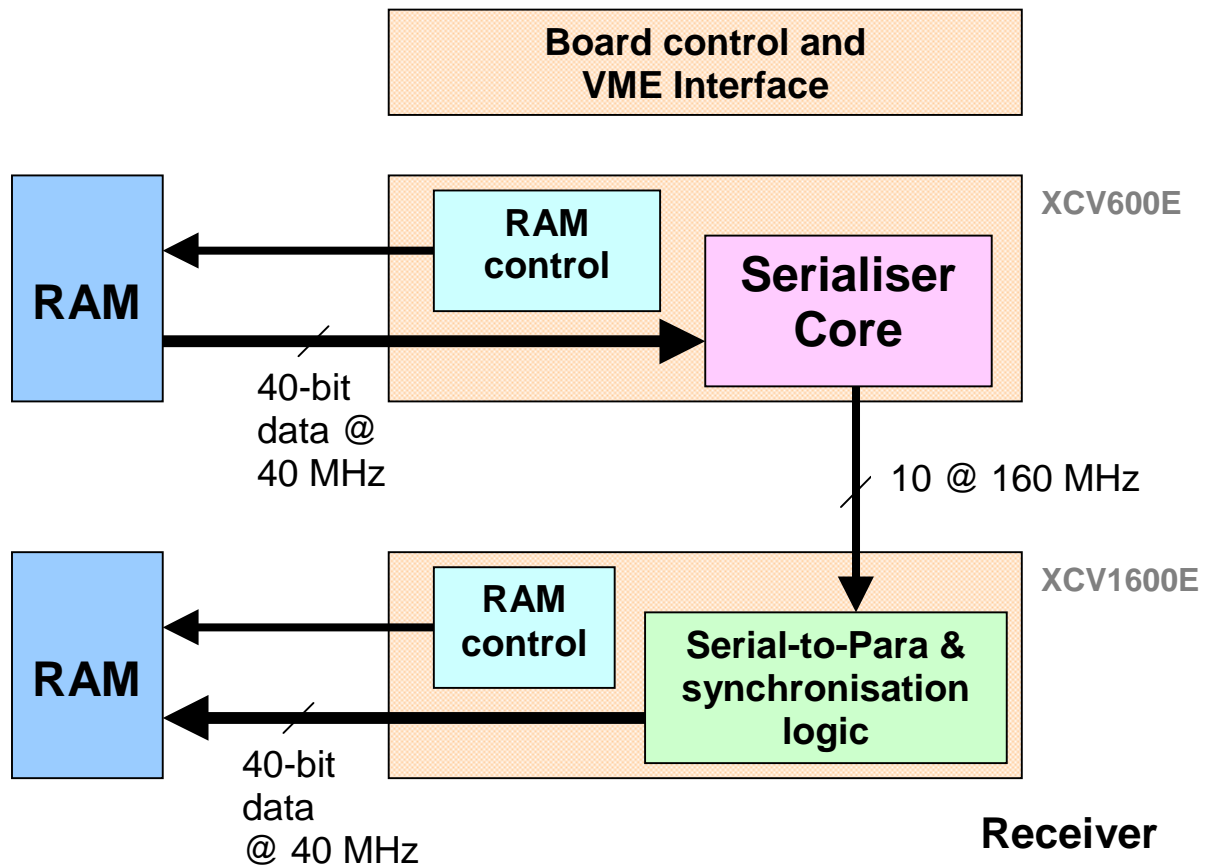 Board control and
VME Interface
XCV600E
RAM
control
RAM
Serialiser
Core
40-bit
data @
40 MHz
10 @ 160 MHz
XCV1600E
RAM
control
RAM
Serial-to-Para &
synchronisation
logic
40-bit
data
@ 40 MHz
Receiver